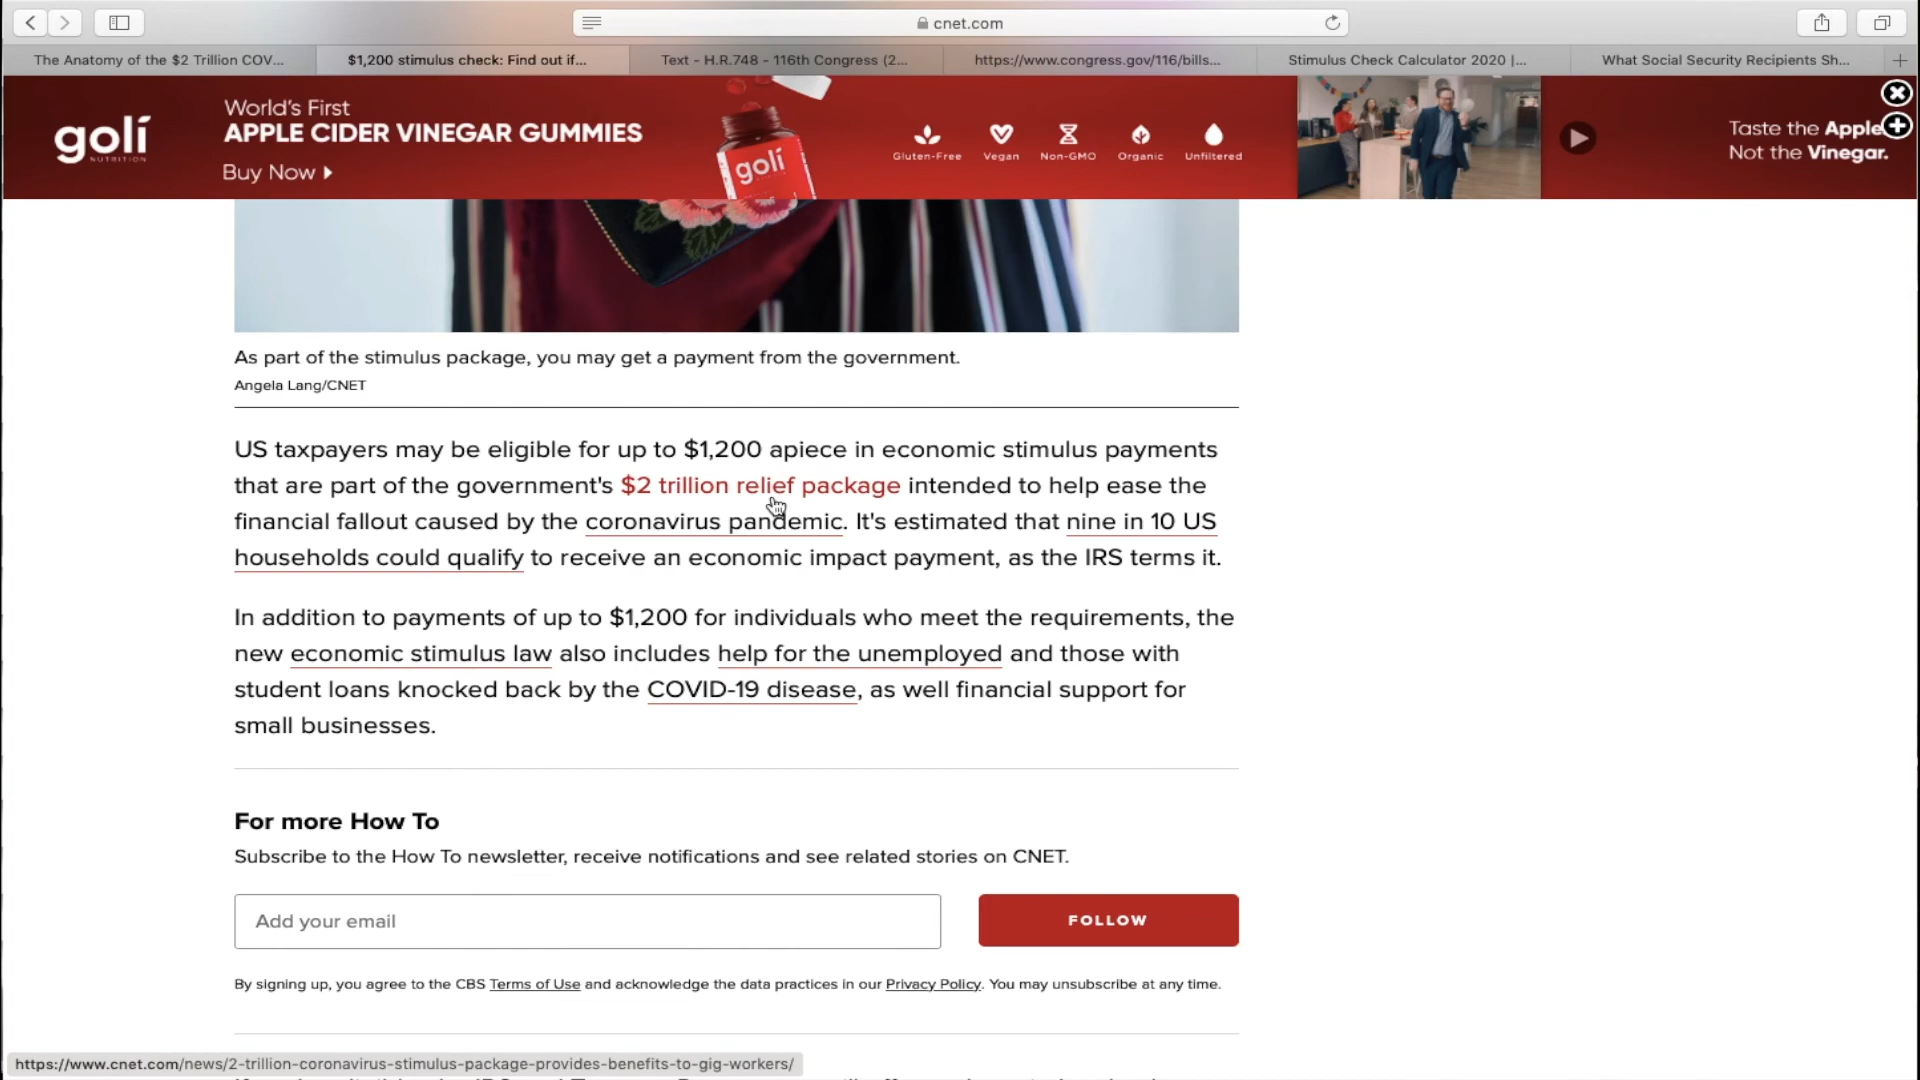 cnet.com
The Anatomy of the $2 Trillion COV...
$1,200 stimulus check: Find out if...
Text - H.R.748 - 116th Congress (2...
https://www.congress.gov/116/bills...
Stimulus Check Calculator 2020 |...
What Social Security Recipients Sh...
golí
NUTRITION
World's First
APPLE CIDER VINEGAR GUMMIES
Buy Now
golí
Gluten-Free
Vegan
Non-GMO
Organic
Unfiltered
Taste the Apple.
Not the Vinegar.
As part of the stimulus package, you may get a payment from the government.
Angela Lang/CNET
US taxpayers may be eligible for up to $1,200 apiece in economic stimulus payments
that are part of the government's $2 trillion relief package intended to help ease the
financial fallout caused by the coronavirus pandemic. It's estimated that nine in 10 US
households could qualify to receive an economic impact payment, as the IRS terms it.
In addition to payments of up to $1,200 for individuals who meet the requirements, the
new economic stimulus law also includes help for the unemployed and those with
student loans knocked back by the COVID-19 disease, as well financial support for
small businesses.
For more How To
Subscribe to the How To newsletter, receive notifications and see related stories on CNET.
Add your email
FOLLOW
By signing up, you agree to the CBS Terms of Use and acknowledge the data practices in our Privacy Policy. You may unsubscribe at any time.
https://www.cnet.com/news/2-trillion-coronavirus-stimulus-package-provides-benefits-to-gig-workers/